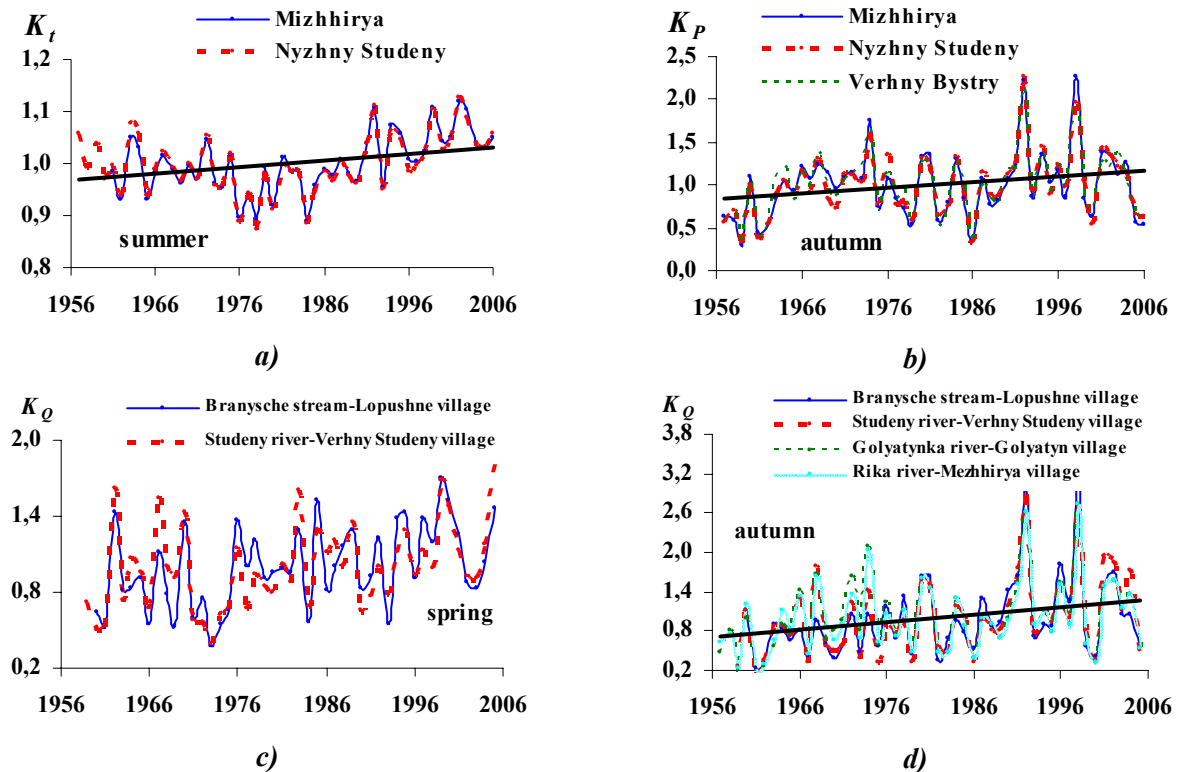 K_t
Mizhhirya
Nyzhny Studeny
1,2
1,1
1,0
0,9
0,8
summer
1956 1966 1976 1986 1996 2006
a)
K_P
Mizhhirya
Nyzhny Studeny
Verhny Bystry
2,5
2,0
1,5
1,0
0,5
0,0
autumn
1956 1966 1976 1986 1996 2006
b)
K_Q
Branysche stream-Lopushne village
Studeny river-Verhny Studeny village
2,0
1,4
0,8
0,2
spring
1956 1966 1976 1986 1996 2006
c)
K_Q
Branysche stream-Lopushne village
Studeny river-Verhny Studeny village
Golyatynka river-Golyatyn village
Rika river-Mezhhirya village
3,8
3,2
2,6
2,0
1,4
0,8
0,2
autumn
1956 1966 1976 1986 1996 2006
d)